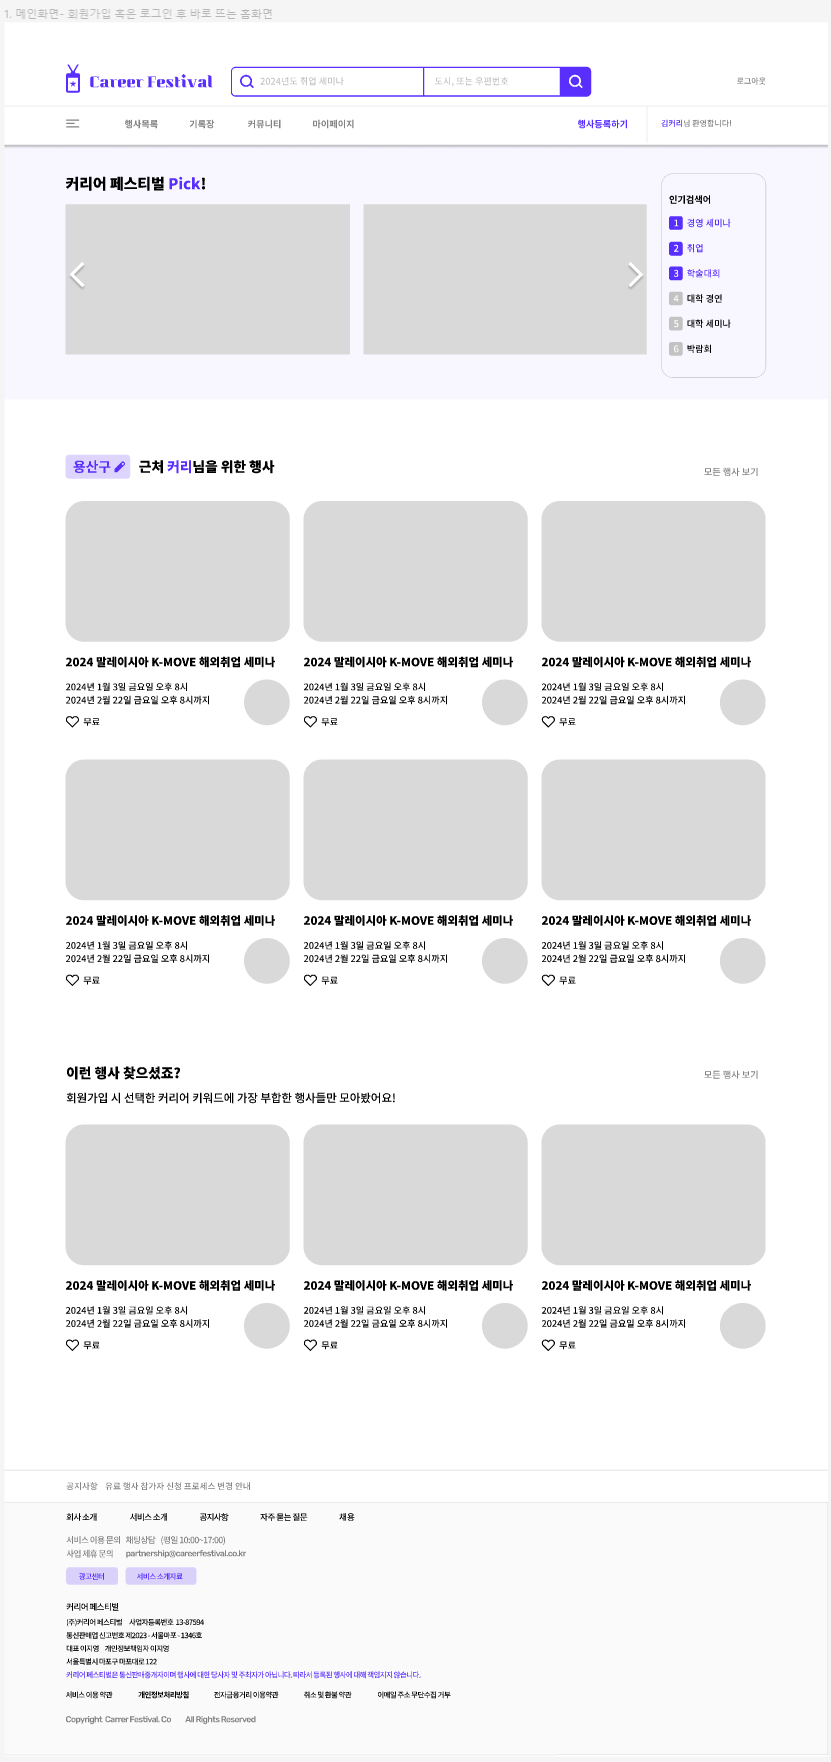 1. 메인화면- 회원가입 혹은 로그인 후 바로 뜨는 홈화면
Career Festival
2024년도 취업 세미나
도시, 또는 우편번호
로그아웃
행사목록 기록장 커뮤니티 마이페이지
행사등록하기
김커리님 환영합니다!
커리어 페스티벌 Pick!
인기검색어
1 경영 세미나
2 취업
3 학술대회
4 대학 경연
5 대학 세미나
6 박람회
용산구 근처 커리님을 위한 행사
모든 행사 보기
2024 말레이시아 K-MOVE 해외취업 세미나
2024년 1월 3일 금요일 오후 8시
2024년 2월 22일 금요일 오후 8시까지
무료
2024 말레이시아 K-MOVE 해외취업 세미나
2024년 1월 3일 금요일 오후 8시
2024년 2월 22일 금요일 오후 8시까지
무료
2024 말레이시아 K-MOVE 해외취업 세미나
2024년 1월 3일 금요일 오후 8시
2024년 2월 22일 금요일 오후 8시까지
무료
2024 말레이시아 K-MOVE 해외취업 세미나
2024년 1월 3일 금요일 오후 8시
2024년 2월 22일 금요일 오후 8시까지
무료
2024 말레이시아 K-MOVE 해외취업 세미나
2024년 1월 3일 금요일 오후 8시
2024년 2월 22일 금요일 오후 8시까지
무료
2024 말레이시아 K-MOVE 해외취업 세미나
2024년 1월 3일 금요일 오후 8시
2024년 2월 22일 금요일 오후 8시까지
무료
이런 행사 찾으셨죠?
모든 행사 보기
회원가입 시 선택한 커리어 키워드에 가장 부합한 행사들만 모아봤어요!
2024 말레이시아 K-MOVE 해외취업 세미나
2024년 1월 3일 금요일 오후 8시
2024년 2월 22일 금요일 오후 8시까지
무료
2024 말레이시아 K-MOVE 해외취업 세미나
2024년 1월 3일 금요일 오후 8시
2024년 2월 22일 금요일 오후 8시까지
무료
2024 말레이시아 K-MOVE 해외취업 세미나
2024년 1월 3일 금요일 오후 8시
2024년 2월 22일 금요일 오후 8시까지
무료
공지사항 유료 행사 참가자 신청 프로세스 변경 안내
회사 소개 서비스 소개 공지사항 자주 묻는 질문 채용
서비스 이용 문의 채팅상담 (평일 10:00~17:00)
사업 제휴 문의 partnership@careerfestival.co.kr
광고센터 서비스 소개자료
커리어 페스티벌
(주)커리어 페스티벌 사업자등록번호 13-87594
통신판매업 신고번호 제2023 - 서울마포 - 1346호
대표 이지영 개인정보책임자 이지영
서울특별시 마포구 마포대로 122
커리어 페스티벌은 통신판매중개자이며 행사에 대한 당사자 및 주최자가 아닙니다. 따라서 등록된 행사에 대해 책임지지 않습니다.
서비스 이용 약관 개인정보처리방침 전자금융거리 이용약관 취소 및 환불 약관 이메일 주소 무단수집 거부
Copyright Carrer Festival. Co All Rights Reserved